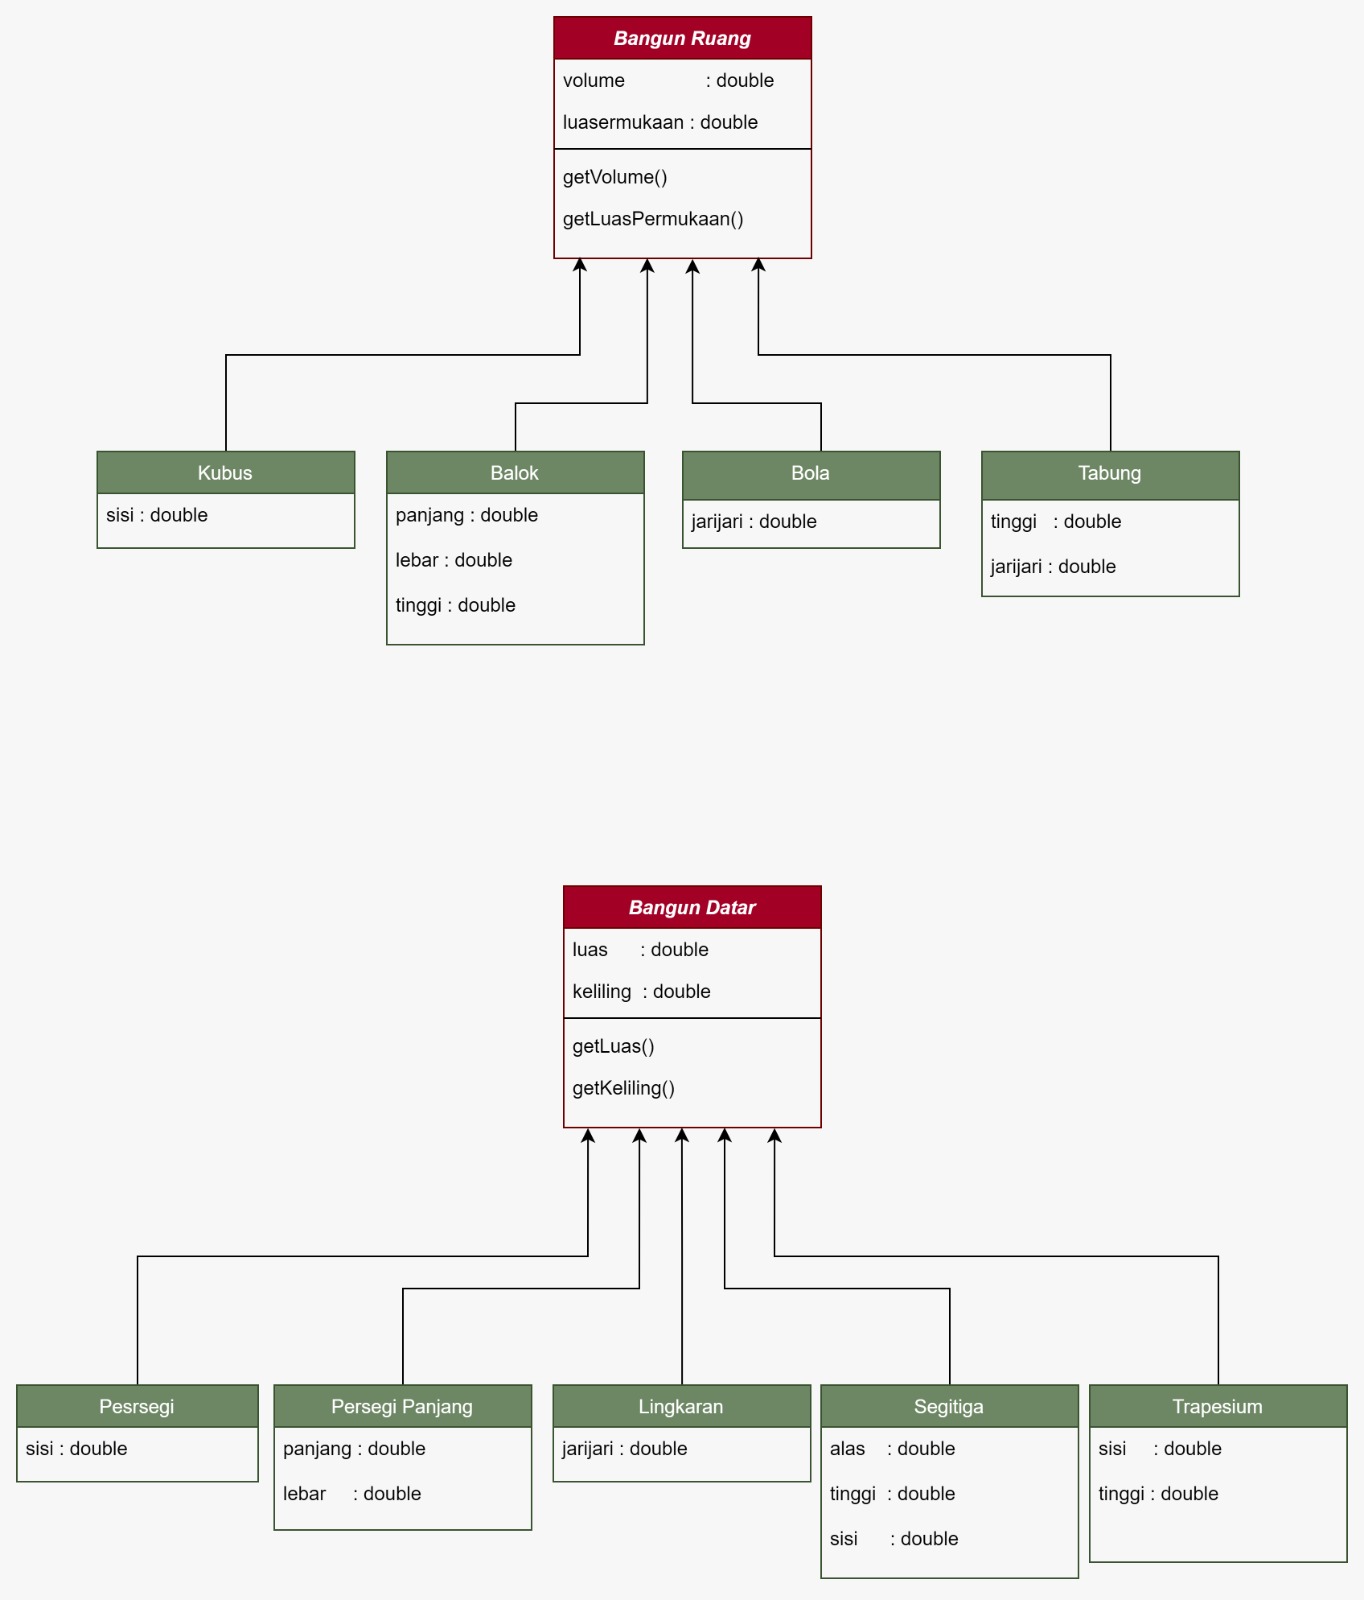 Bangun Ruang
volume : double
luasermukaan : double
getVolume()
getLuasPermukaan()
Kubus
sisi : double
Balok
panjang : double
lebar : double
tinggi : double
Bola
jarijari : double
Tabung
tinggi : double
jarijari : double
Bangun Datar
luas : double
keliling : double
getLuas()
getKeliling()
Pesrsegi
sisi : double
Persegi Panjang
panjang : double
lebar : double
Lingkaran
jarijari : double
Segitiga
alas : double
tinggi : double
sisi : double
Trapesium
sisi : double
tinggi : double